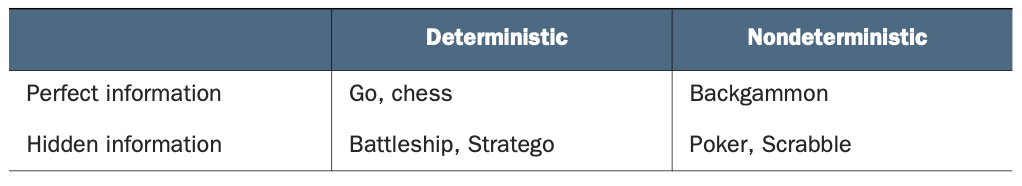 Deterministic Nondeterministic
Perfect information Go, chess Backgammon
Hidden information Battleship, Stratego Poker, Scrabble